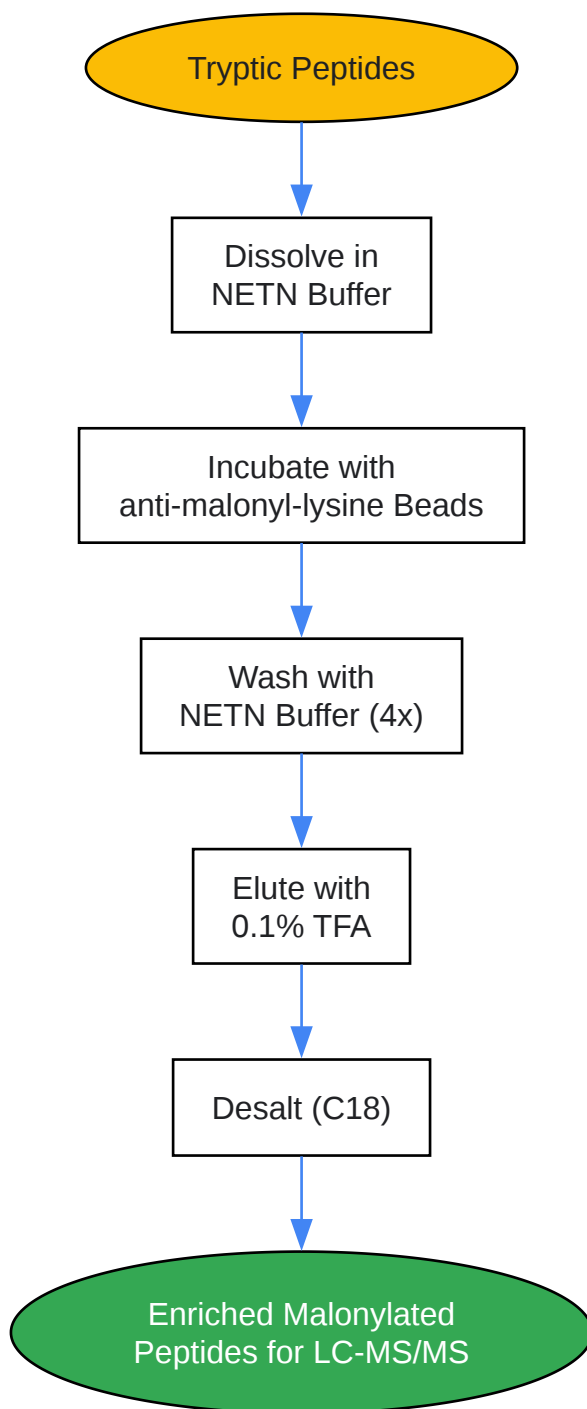 Tryptic Peptides
Dissolve in
NETN Buffer
Incubate with
anti-malonyl-lysine Beads
Wash with
NETN Buffer (4x)
Elute with
0.1% TFA
Desalt (C18)
Enriched Malonylated
Peptides for LC-MS/MS